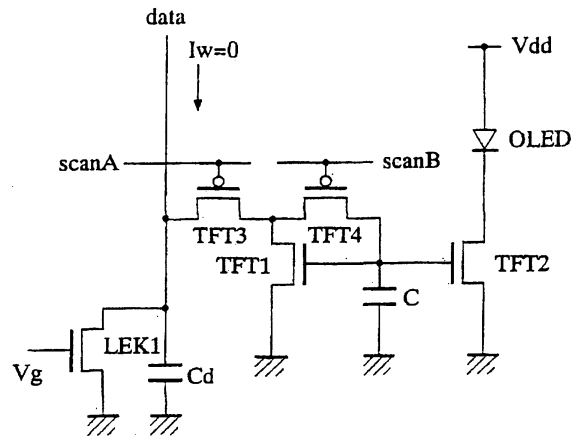 data
Iw=0
Vdd
OLED
scanA
scanB
TFT3
TFT4
TFT1
TFT2
C
LEK1
Vg
Cd